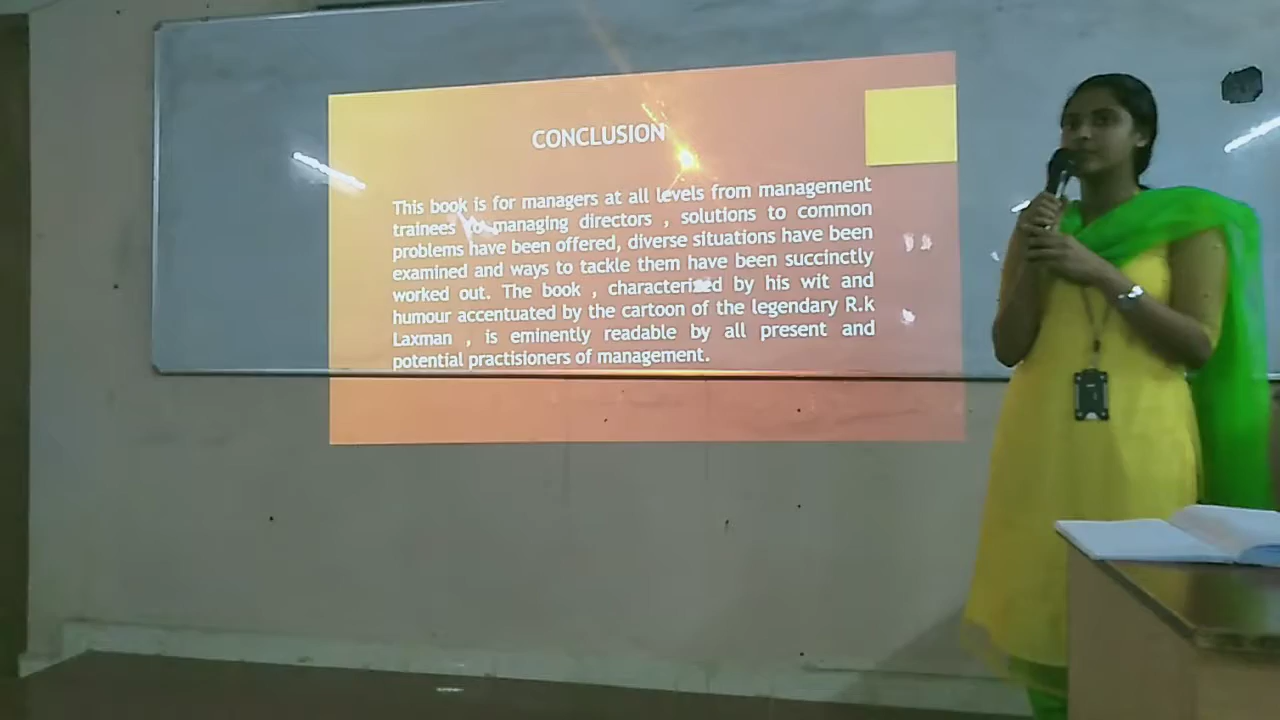 CONCLUSION
This book is for managers at all levels from management
trainees to managing directors , solutions to common
problems have been offered, diverse situations have been
examined and ways to tackle them have been succinctly
worked out. The book , characterized by his wit and
humour accentuated by the cartoon of the legendary R.k
Laxman , is eminently readable by all present and
potential practisioners of management.